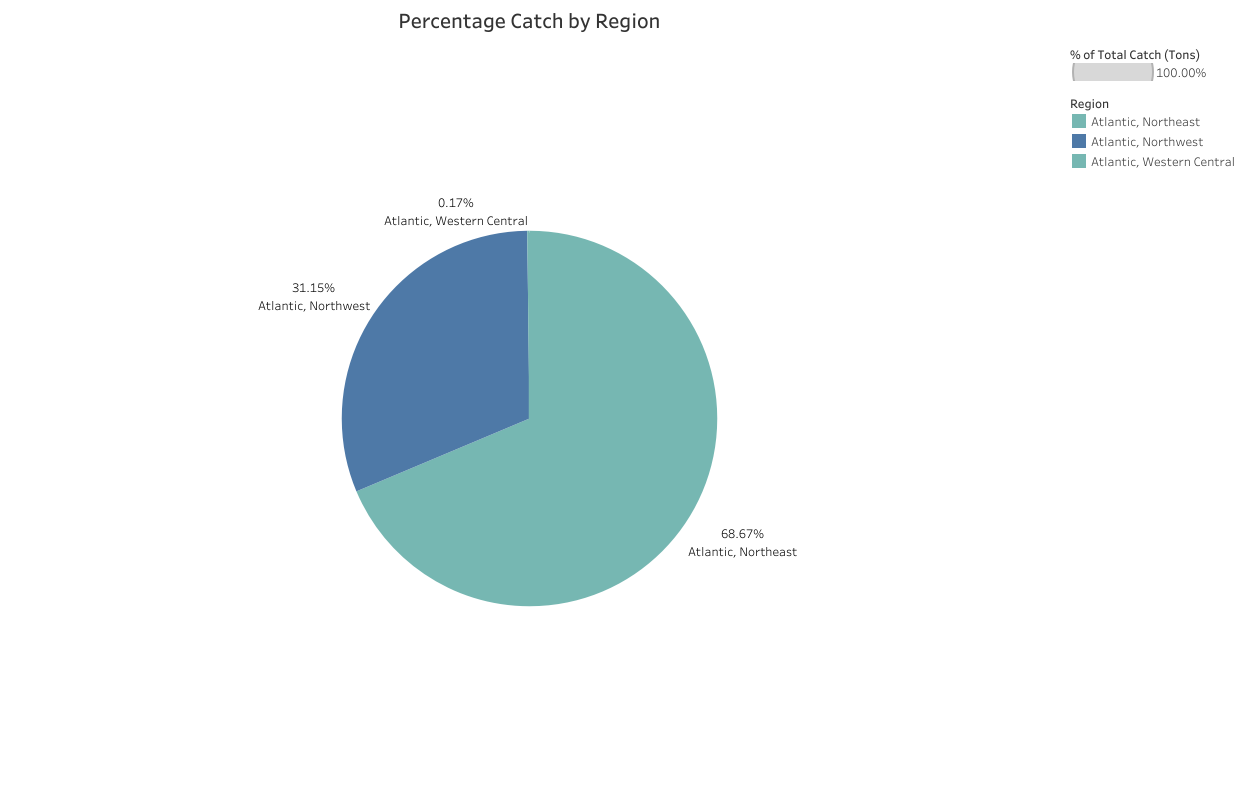 Percentage Catch by Region
% of Total Catch (Tons)
100.00%
Region
Atlantic, Northeast
Atlantic, Northwest
Atlantic, Western Central
0.17%
Atlantic, Western Central
31.15%
Atlantic, Northwest
68.67%
Atlantic, Northeast